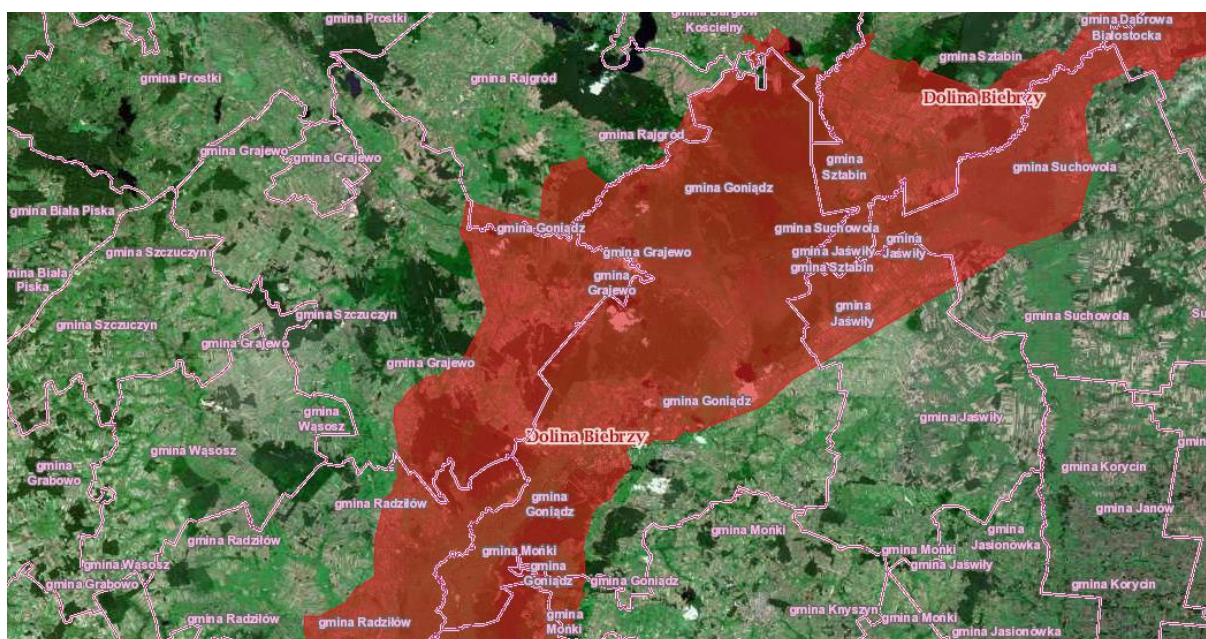 gmina Prostki
gmina Bargłów
Kościelny
gmina Dąbrowa
Białostocka
gmina Sztabin
gmina Prostki
gmina Rajgród
Dolina Biebrzy
gmina Rajgród
gmina Grajewo
gmina Grajewo
gmina
Sztabin
gmina Suchowola
gmina Goniądz
gmina Biała Piska
gmina Goniądz
gmina Suchowola
gmina Szczuczyn
gmina Grajewo
gmina Jaświły
gmina
Jaświły
gmina Sztabin
gmina Biała
Piska
gmina
Grajewo
gmina Szczuczyn
gmina Szczuczyn
gmina
Jaświły
gmina Suchowola
Su
gmina Grajewo
gmina Grajewo
gmina Goniądz
gmina
Wąsosz
gmina Jaświły
Dolina Biebrzy
gmina Wąsosz
gmina
Grabowo
gmina Korycin
gmina Radziłów
gmina
Goniądz
gmina Janów
gmina Mońki
gmina
Jasionówka
gmina Radziłów
gmina Mońki
gmina Mońki
gmina Wąsosz
gmina
Goniądz
gmina Jaświły
gmina Grabowo
gmina Goniądz
gmina Korycin
gmina Radziłów
gmina Radziłów
gmina
Mońki
gmina Knyszyn
gmina Mońki
gmina Jasionówka